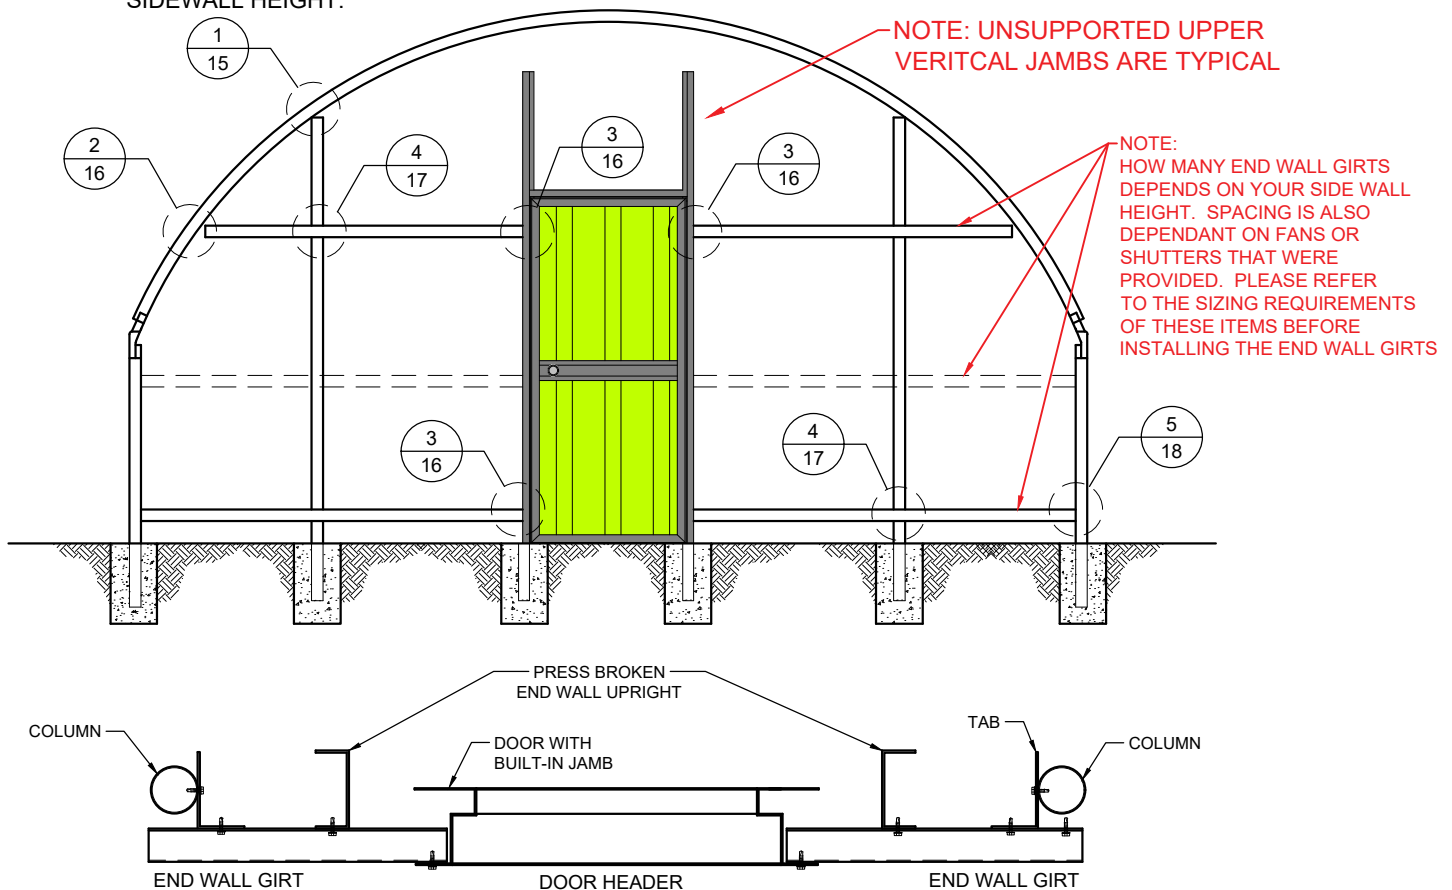 SIDEWALL HEIGHT.
1
15
NOTE: UNSUPPORTED UPPER
VERITCAL JAMBS ARE TYPICAL
2
16
4
17
3
16
3
16
NOTE:
HOW MANY END WALL GIRTS
DEPENDS ON YOUR SIDE WALL
HEIGHT. SPACING IS ALSO
DEPENDANT ON FANS OR
SHUTTERS THAT WERE
PROVIDED. PLEASE REFER
TO THE SIZING REQUIREMENTS
OF THESE ITEMS BEFORE
INSTALLING THE END WALL GIRTS
3
16
4
17
5
18
PRESS BROKEN
END WALL UPRIGHT
COLUMN
DOOR WITH
BUILT-IN JAMB
TAB
COLUMN
END WALL GIRT
DOOR HEADER
END WALL GIRT